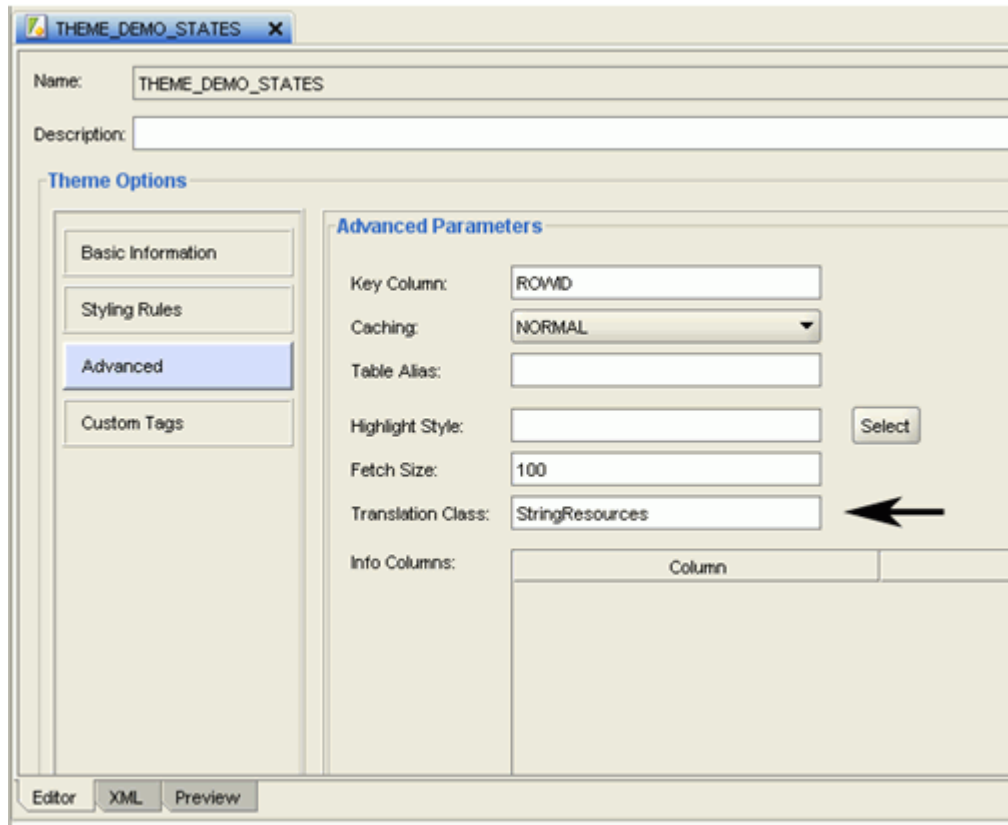 THEME_DEMO_STATES
Name: THEME_DEMO_STATES
Description:
Theme Options
Basic Information
Styling Rules
Advanced
Custom Tags
Advanced Parameters
Key Column: ROWID
Caching: NORMAL
Table Alias:
Highlight Style: Select
Fetch Size: 100
Translation Class: StringResources
Info Columns: Column
Editor XML Preview